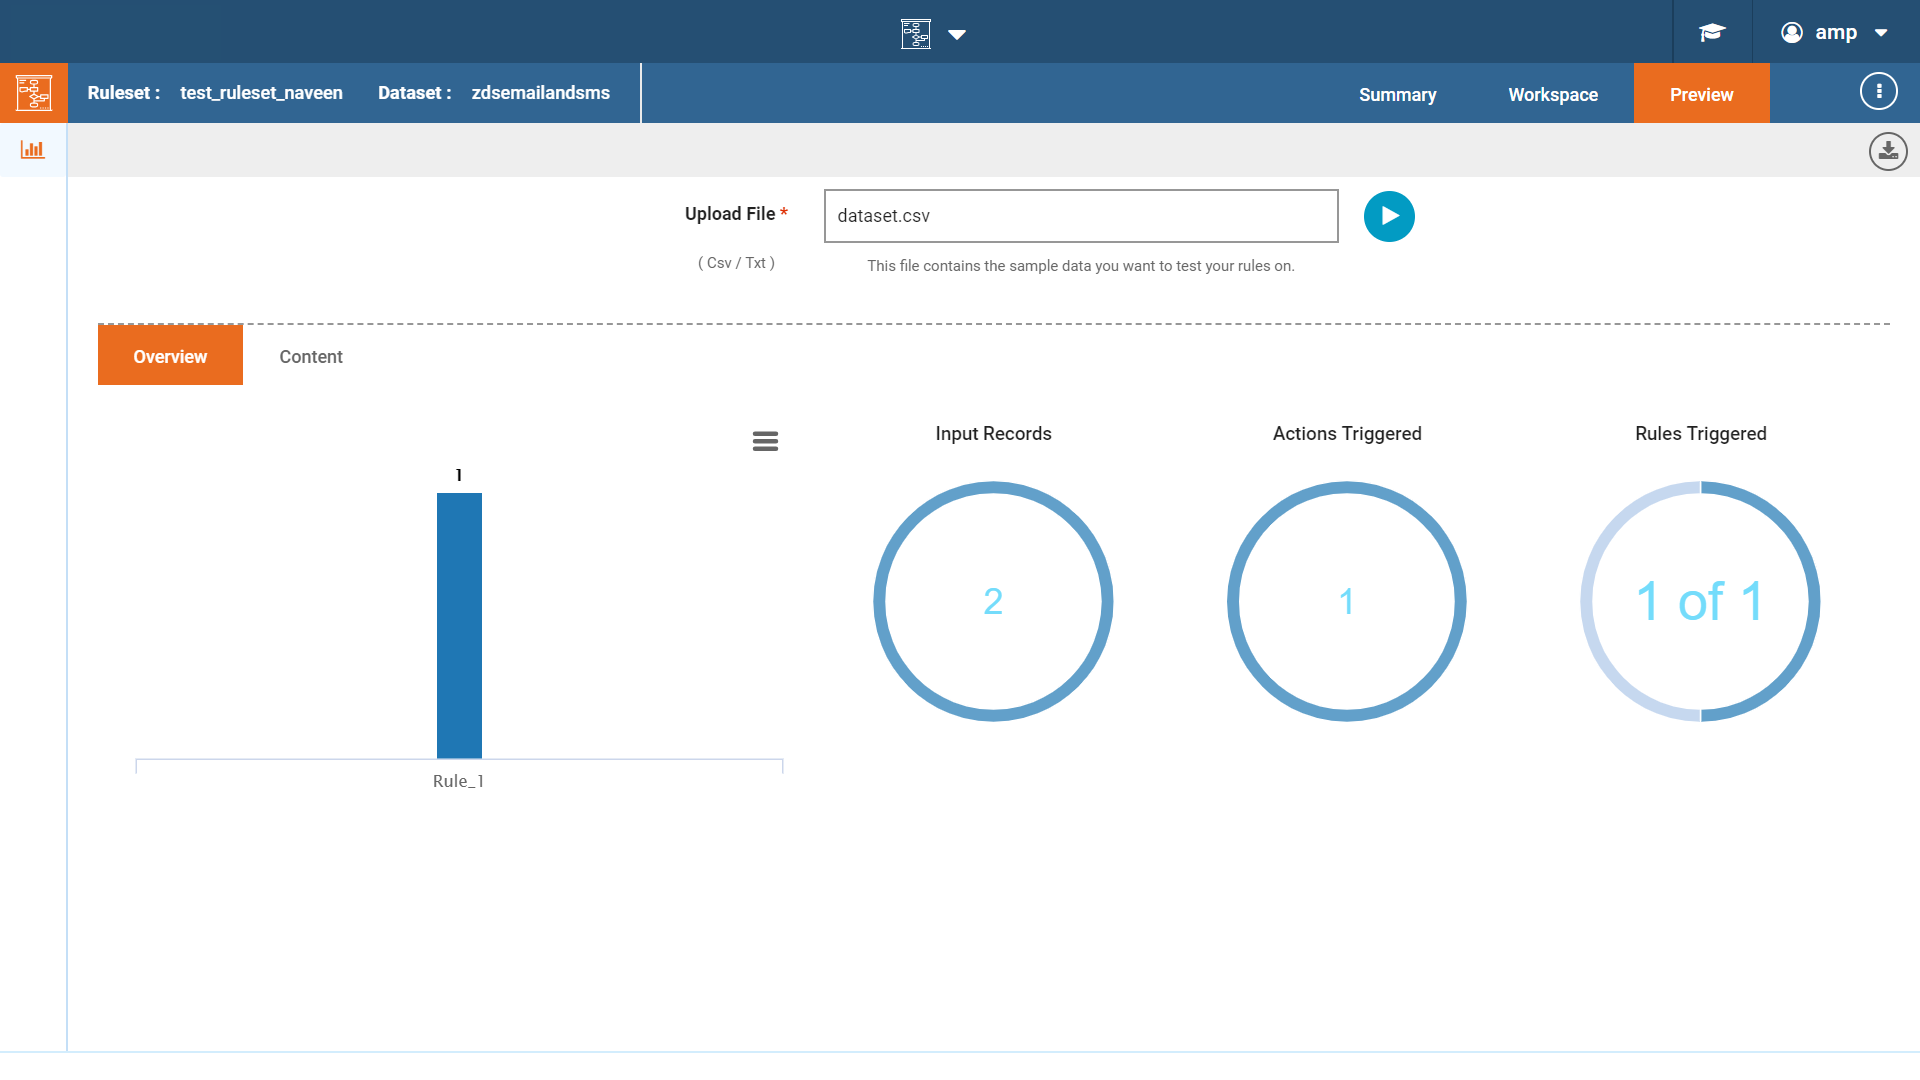 amp
Ruleset : test_ruleset_naveen Dataset : zdsemailandsms
Summary Workspace Preview
Upload File * dataset.csv
( Csv / Txt ) This file contains the sample data you want to test your rules on.
Overview Content
Input Records Actions Triggered Rules Triggered
1
2 1 1 of 1
Rule_1